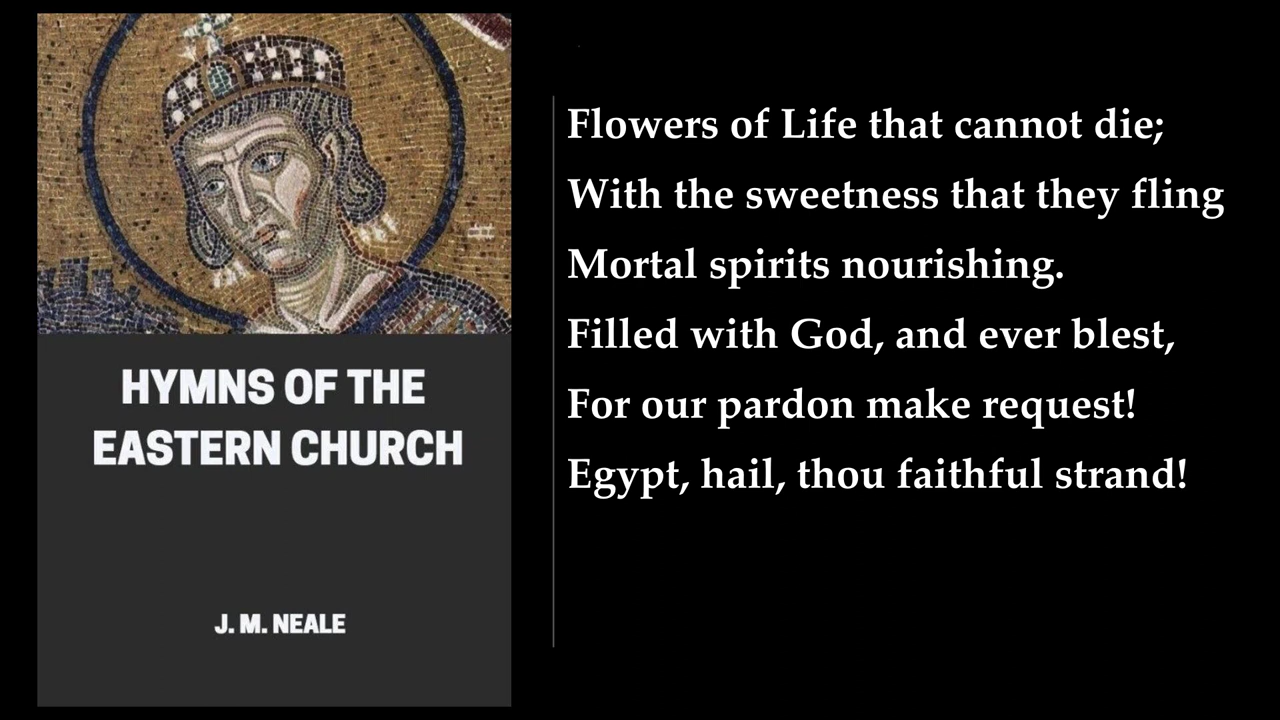 HYMNS OF THE
EASTERN CHURCH
J. M. NEALE
Flowers of Life that cannot die;
With the sweetness that they fling
Mortal spirits nourishing.
Filled with God, and ever blest,
For our pardon make request!
Egypt, hail, thou faithful strand!